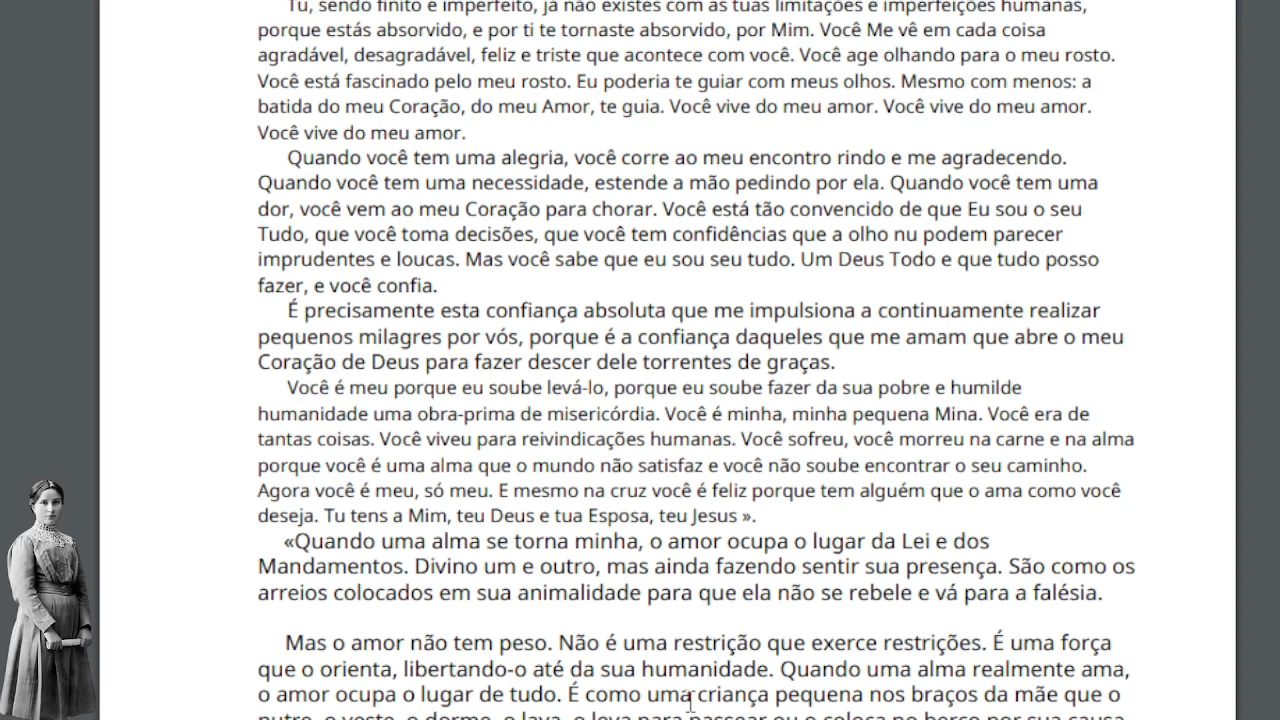 Tu, sendo finito e imperfeito, já não existes com as tuas limitações e imperfeições humanas,
porque estás absorvido, e por ti te tornaste absorvido, por Mim. Você Me vê em cada coisa
agradável, desagradável, feliz e triste que acontece com você. Você age olhando para o meu rosto.
Você está fascinado pelo meu rosto. Eu poderia te guiar com meus olhos. Mesmo com menos: a
batida do meu Coração, do meu Amor, te guia. Você vive do meu amor. Você vive do meu amor.
Você vive do meu amor.
Quando você tem uma alegria, você corre ao meu encontro rindo e me agradecendo.
Quando você tem uma necessidade, estende a mão pedindo por ela. Quando você tem uma
dor, você vem ao meu Coração para chorar. Você está tão convencido de que Eu sou o seu
Tudo, que você toma decisões, que você tem confidências que a olho nu podem parecer
imprudentes e loucas. Mas você sabe que eu sou seu tudo. Um Deus Todo e que tudo posso
fazer, e você confia.
É precisamente esta confiança absoluta que me impulsiona a continuamente realizar
pequenos milagres por vós, porque é a confiança daqueles que me amam que abre o meu
Coração de Deus para fazer descer dele torrentes de graças.
Você é meu porque eu soube levá-lo, porque eu soube fazer da sua pobre e humilde
humanidade uma obra-prima de misericórdia. Você é minha, minha pequena Mina. Você era de
tantas coisas. Você viveu para reivindicações humanas. Você sofreu, você morreu na carne e na alma
porque você é uma alma que o mundo não satisfaz e você não soube encontrar o seu caminho.
Agora você é meu, só meu. E mesmo na cruz você é feliz porque tem alguém que o ama como você
deseja. Tu tens a Mim, teu Deus e tua Esposa, teu Jesus ».
«Quando uma alma se torna minha, o amor ocupa o lugar da Lei e dos
Mandamentos. Divino um e outro, mas ainda fazendo sentir sua presença. São como os
arreios colocados em sua animalidade para que ela não se rebele e vá para a falésia.
Mas o amor não tem peso. Não é uma restrição que exerce restrições. É uma força
que o orienta, libertando-o até da sua humanidade. Quando uma alma realmente ama,
o amor ocupa o lugar de tudo. É como uma criança pequena nos braços da mãe que o
nutre, o veste, o dorme, o lava, o leva para passear ou o coloca no berço por sua causa